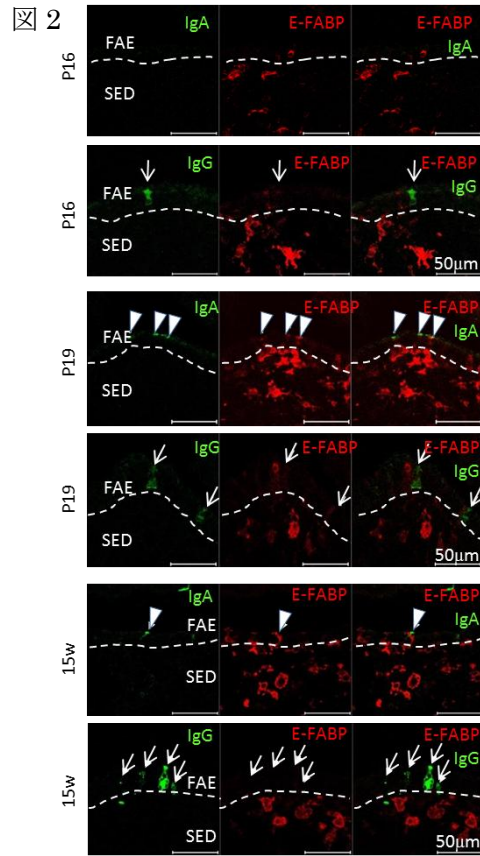 図 2
P16
IgA
E-FABP
E-FABP
IgA
FAE
SED
P16
IgG
E-FABP
E-FABP
IgG
FAE
SED
50μm
P19
IgA
E-FABP
E-FABP
IgA
FAE
SED
P19
IgG
E-FABP
E-FABP
IgG
FAE
SED
50μm
15w
IgA
E-FABP
E-FABP
IgA
FAE
SED
15w
IgG
E-FABP
E-FABP
IgG
FAE
SED
50μm